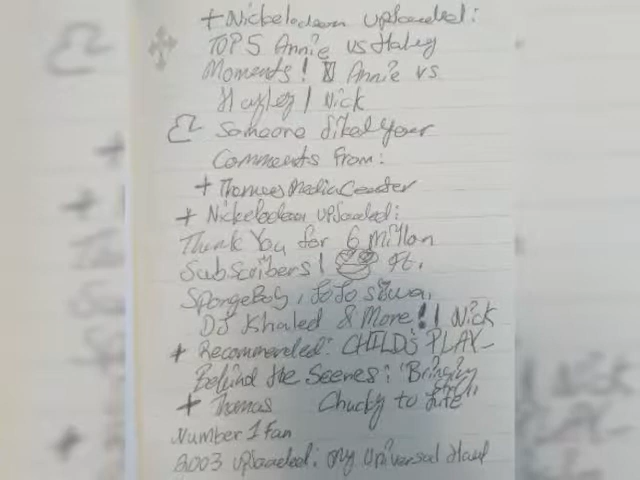 + Nickelodeon uploaded:
TOP 5 Annie vs Haley
Moments! Annie vs
Hayley | Nick
Someone liked your
Comments from:
+ ThomasMediaCenter
+ Nickelodeon uploaded:
Thank You for 6 Million
Subscribers! ft.
SpongeBob, JoJo Siwa,
DJ Khaled & More!! | Nick
+ Recommended: CHILD's PLAY -
Behind the Scenes: 'Bringing
Chucky to Life'
+ Thomas
Number 1 Fan
2003 uploaded: My Universal Haul